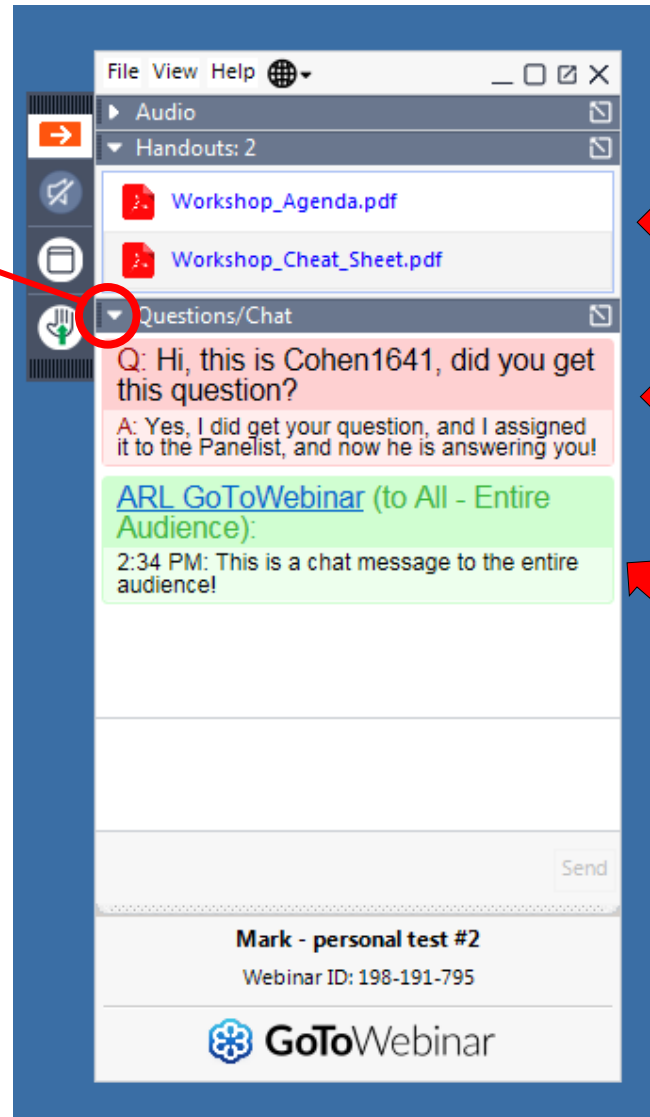 File View Help
Audio
Handouts: 2
Workshop_Agenda.pdf
Workshop_Cheat_Sheet.pdf
Questions/Chat
Q: Hi, this is Cohen1641, did you get
this question?
A: Yes, I did get your question, and I assigned
it to the Panelist, and now he is answering you!
ARL GoToWebinar (to All - Entire
Audience):
2:34 PM: This is a chat message to the entire
audience!
Send
Mark - personal test #2
Webinar ID: 198-191-795
GoToWebinar